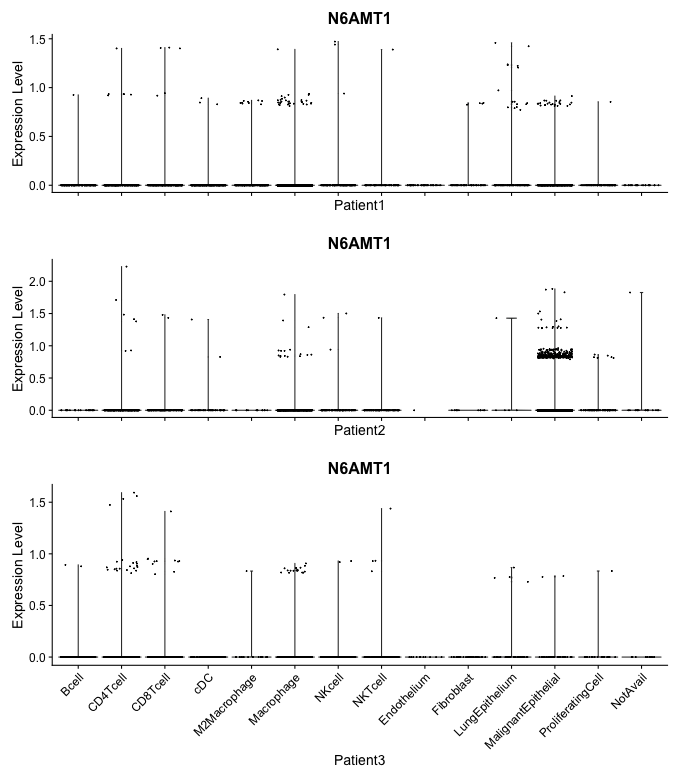 N6AMT1
Expression Level
1.5
1.0
0.5
0.0
Patient1
N6AMT1
Expression Level
2.0
1.5
1.0
0.5
0.0
Patient2
N6AMT1
Expression Level
1.5
1.0
0.5
0.0
Bcell
CD4Tcell
CD8Tcell
cDC
M2Macrophage
Macrophage
NKcell
NKTcell
Endothelium
Fibroblast
LungEpithelium
MalignantEpithelial
ProliferatingCell
NotAvail
Patient3